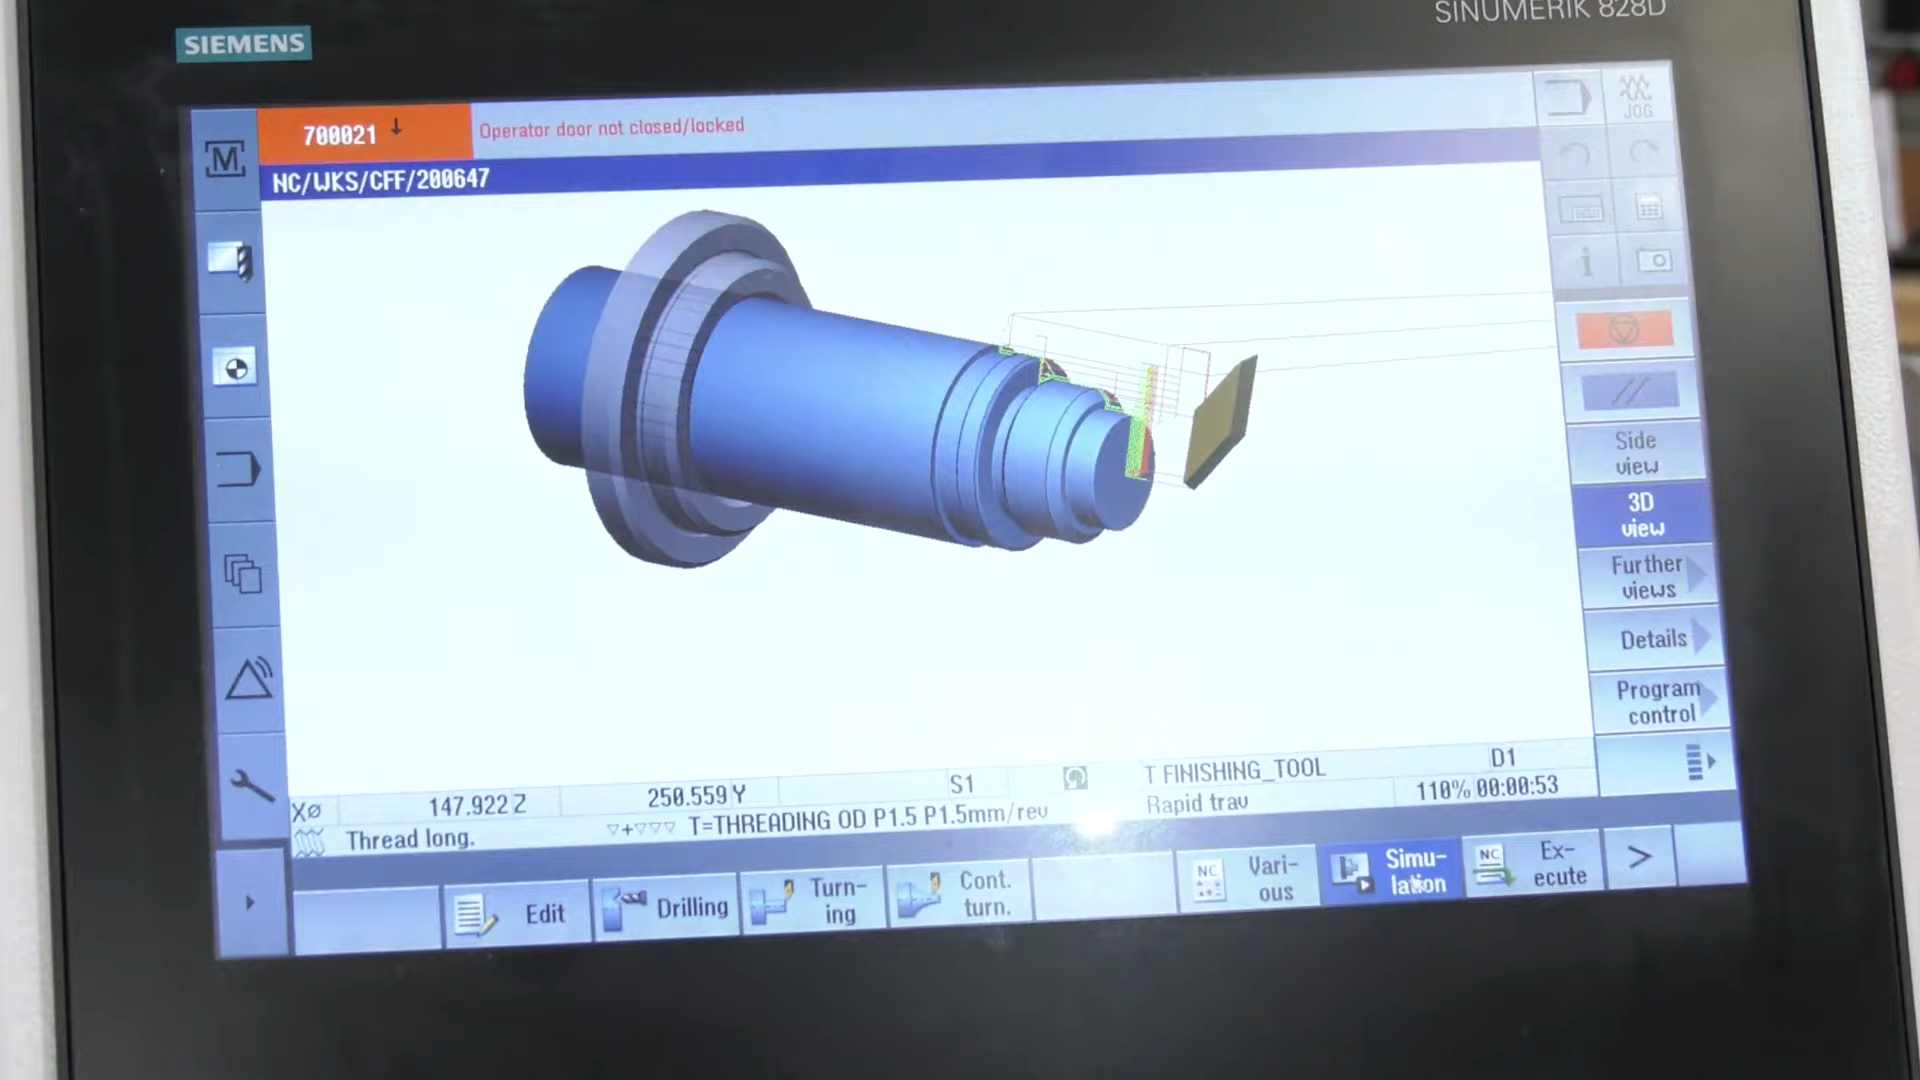 SINUMERIK 828D
SIEMENS
700021 ↓ Operator door not closed/locked
JOG
M
NC/WKS/CFF/200647
i
Side
view
3D
view
Further
views
Details
Program
control
XØ 147.922 Z 250.559 Y S1 T FINISHING_TOOL D1
Rapid trav 110% 00:00:53
Thread long. ▽+▽▽▽ T=THREADING OD P1.5 P1.5mm/rev
Edit
Drilling
Turn-
ing
Cont.
turn.
NC
Vari-
ous
Simu-
lation
NC
Ex-
ecute
>